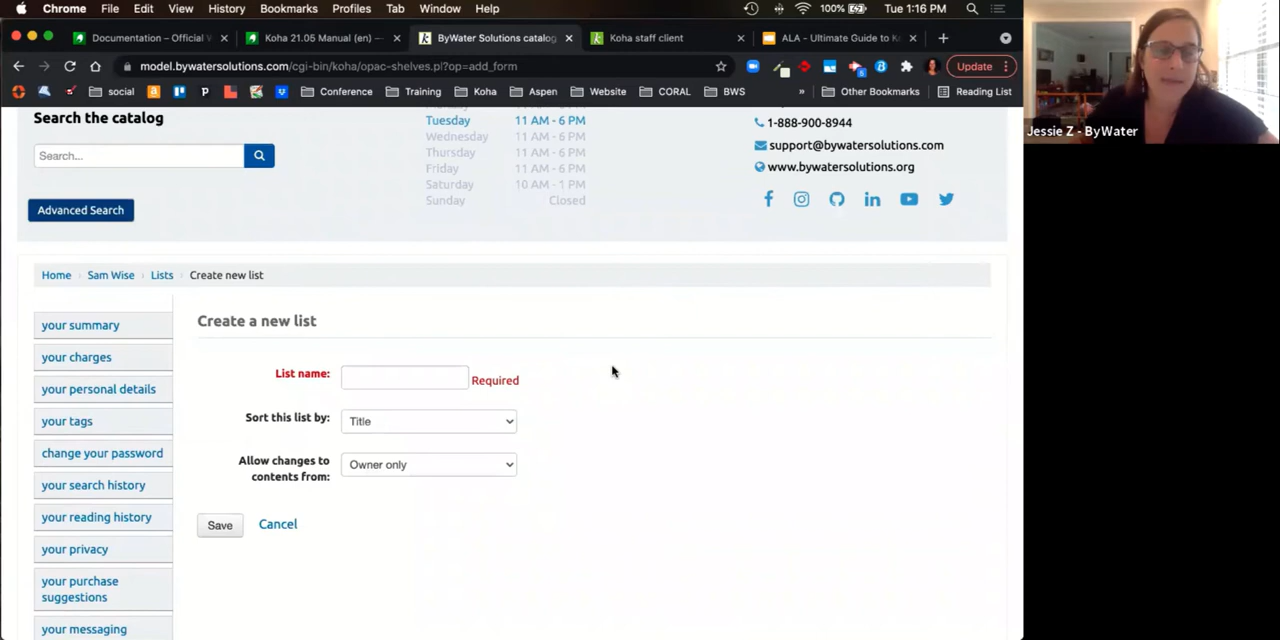 Chrome File Edit View History Bookmarks Profiles Tab Window Help 100% Tue 1:16 PM
Documentation – Official V
Koha 21.05 Manual (en) —
ByWater Solutions catalog
Koha staff client
ALA - Ultimate Guide to K
model.bywatersolutions.com/cgi-bin/koha/opac-shelves.pl?op=add_form
Update
social Conference Training Koha Aspen Website CORAL BWS » Other Bookmarks Reading List
Jessie Z - ByWater
Search the catalog
Search...
Advanced Search
Tuesday 11 AM - 6 PM
Wednesday 11 AM - 6 PM
Thursday 11 AM - 6 PM
Friday 11 AM - 6 PM
Saturday 10 AM - 1 PM
Sunday Closed
1-888-900-8944
support@bywatersolutions.com
www.bywatersolutions.org
Home Sam Wise Lists Create new list
your summary
your charges
your personal details
your tags
change your password
your search history
your reading history
your privacy
your purchase
suggestions
your messaging
Create a new list
List name: Required
Sort this list by: Title
Allow changes to
contents from:
Owner only
Save Cancel